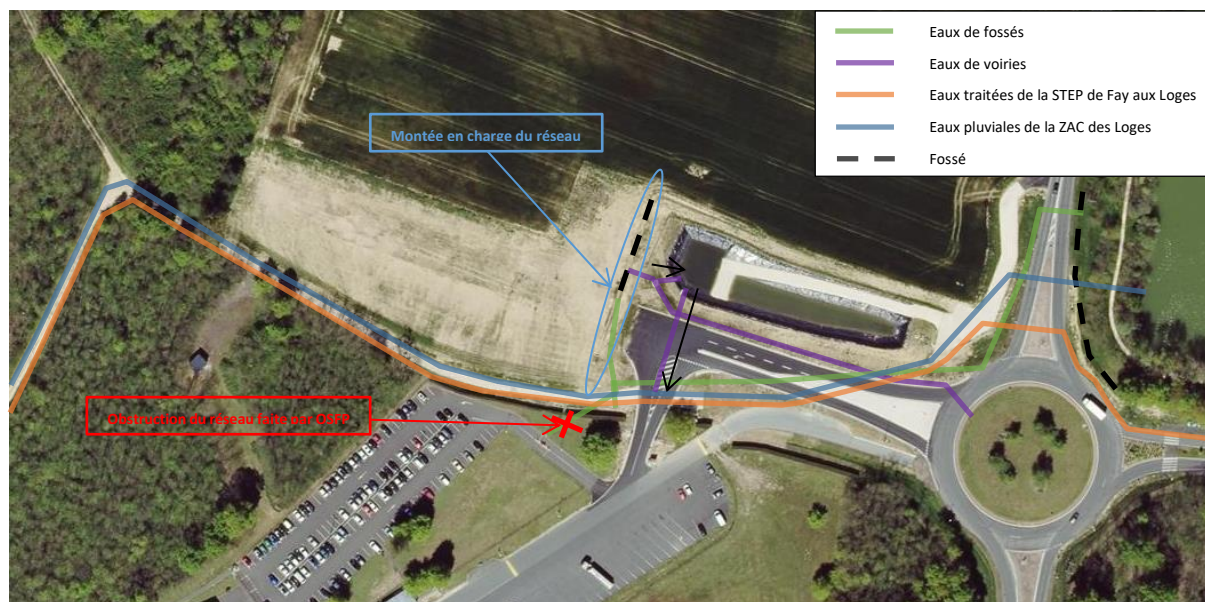 Eaux de fossés
Eaux de voiries
Eaux traitées de la STEP de Fay aux Loges
Eaux pluviales de la ZAC des Loges
Fossé
Montée en charge du réseau
Obstruction du réseau faite par